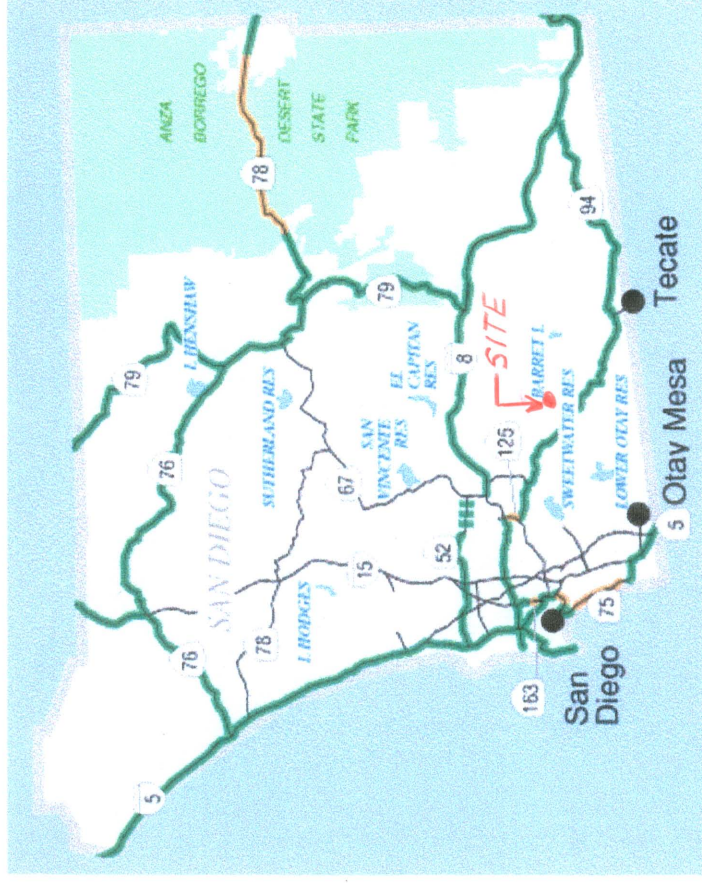 79
ANZA
BORREGO
DESERT
STATE
PARK
5
76
76
L HENSHAW
SAN DIEGO
78
78
SUTHERLAND RES
L HODGES
67
15
SAN
VINCENTE
RES
79
EL
CAPITAN
RES
52
8
SITE
125
BARRET L
163
SWEETWATER RES
94
San
Diego
75
LOWER OTAY RES
5
Otay Mesa
Tecate